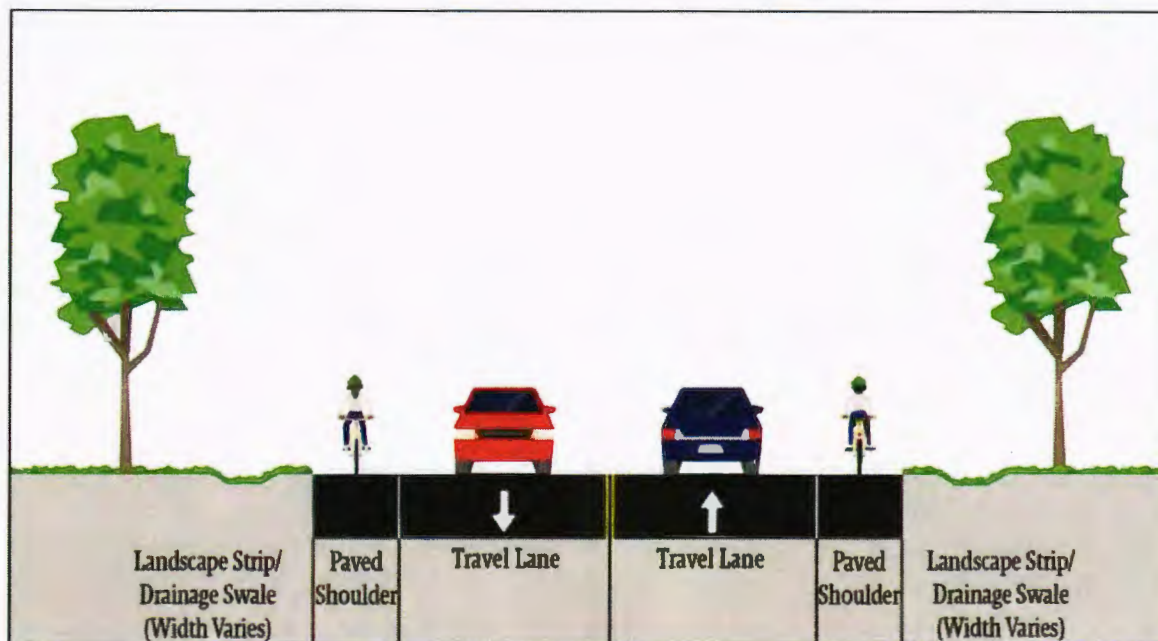 Landscape Strip/
Drainage Swale
(Width Varies)
Paved
Shoulder
Travel Lane
Travel Lane
Paved
Shoulder
Landscape Strip/
Drainage Swale
(Width Varies)